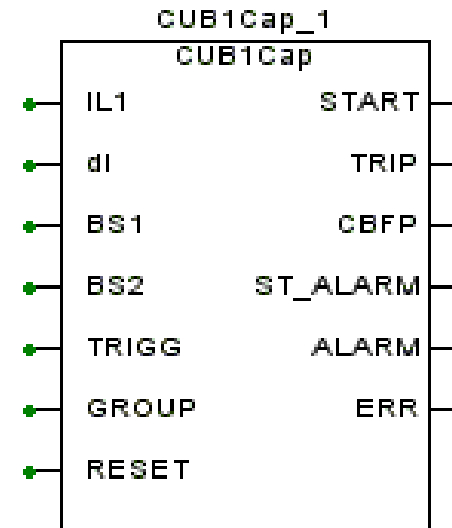 CUB1Cap_1
CUB1Cap
IL1 START
dI TRIP
BS1 CBFP
BS2 ST_ALARM
TRIGG ALARM
GROUP ERR
RESET